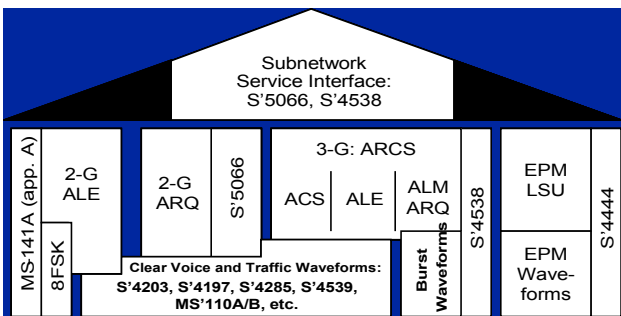 Subnetwork
Service Interface:
S'5066, S'4538
MS-141A (app. A)
2-G
ALE
8FSK
2-G
ARQ
S'5066
3-G: ARCS
ACS
ALE
ALM
ARQ
S'4538
Burst
Waveforms
EPM
LSU
EPM
Wave-
forms
S'4444
Clear Voice and Traffic Waveforms:
S'4203, S'4197, S'4285, S'4539,
MS'110A/B, etc.